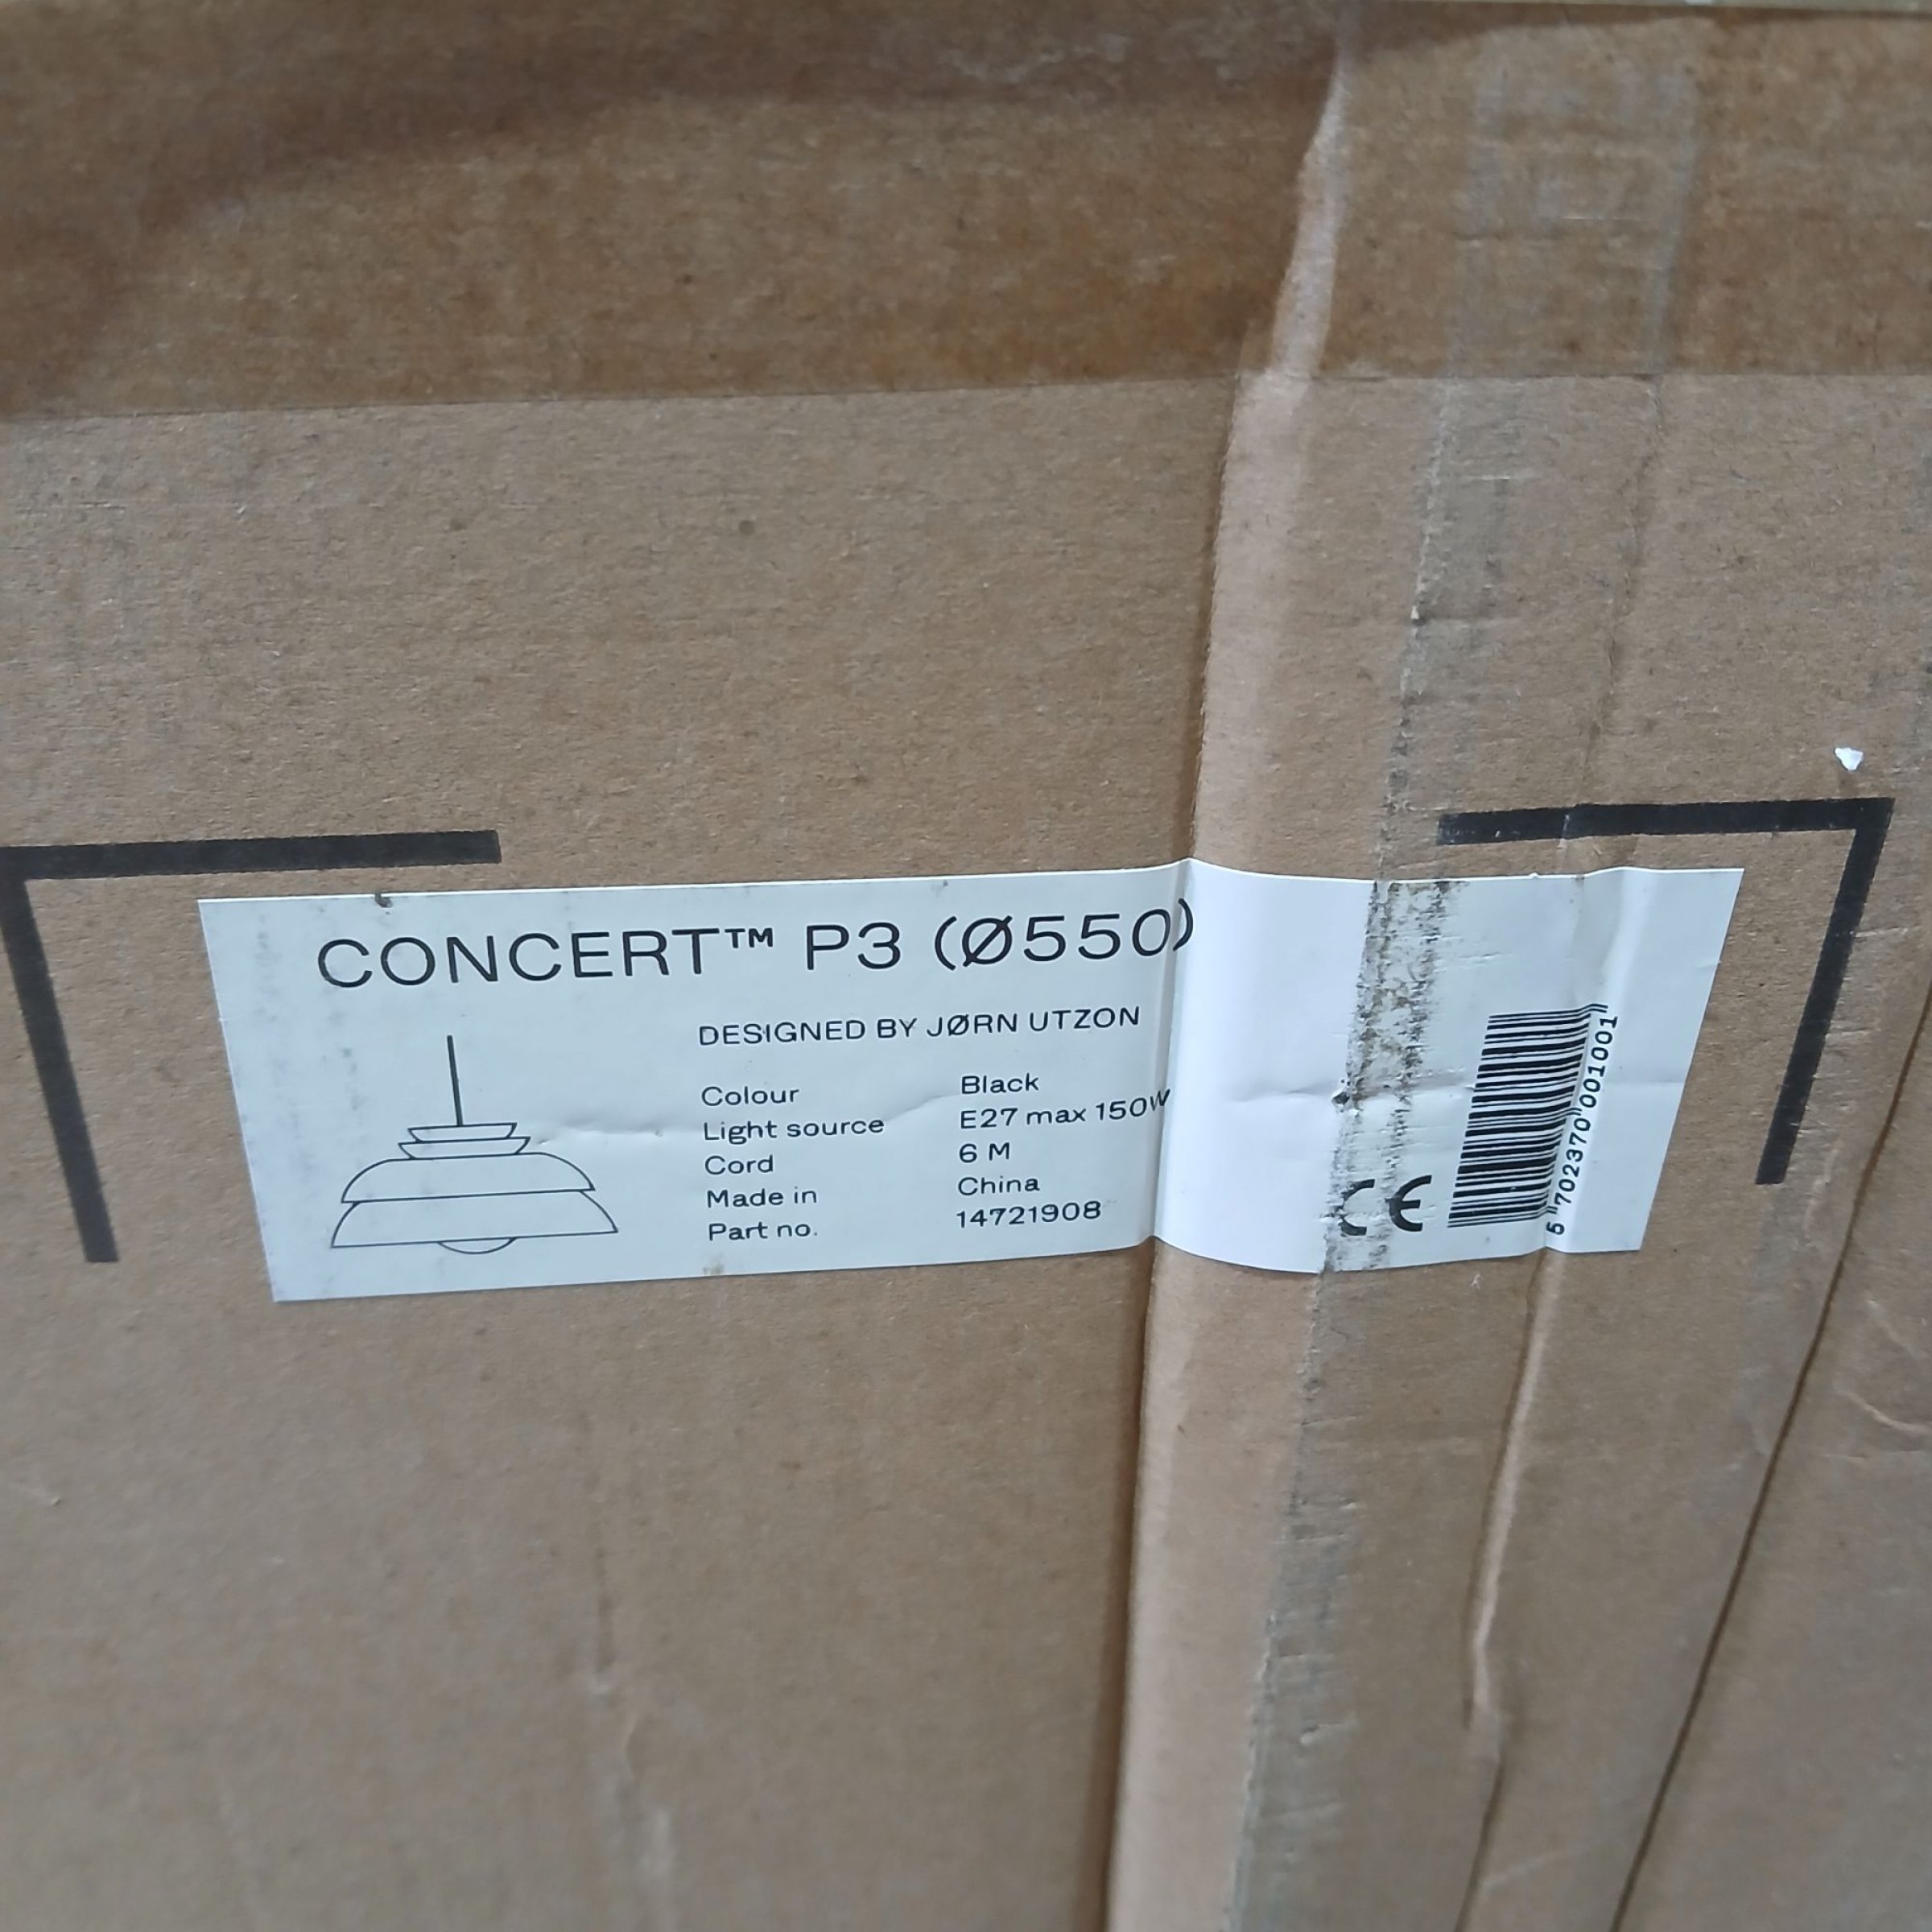 CONCERT™ P3 (Ø550)
DESIGNED BY JØRN UTZON
Colour Black
Light source E27 max 150W
Cord 6 M
Made in China
Part no. 14721908
CE
5 702370 001001